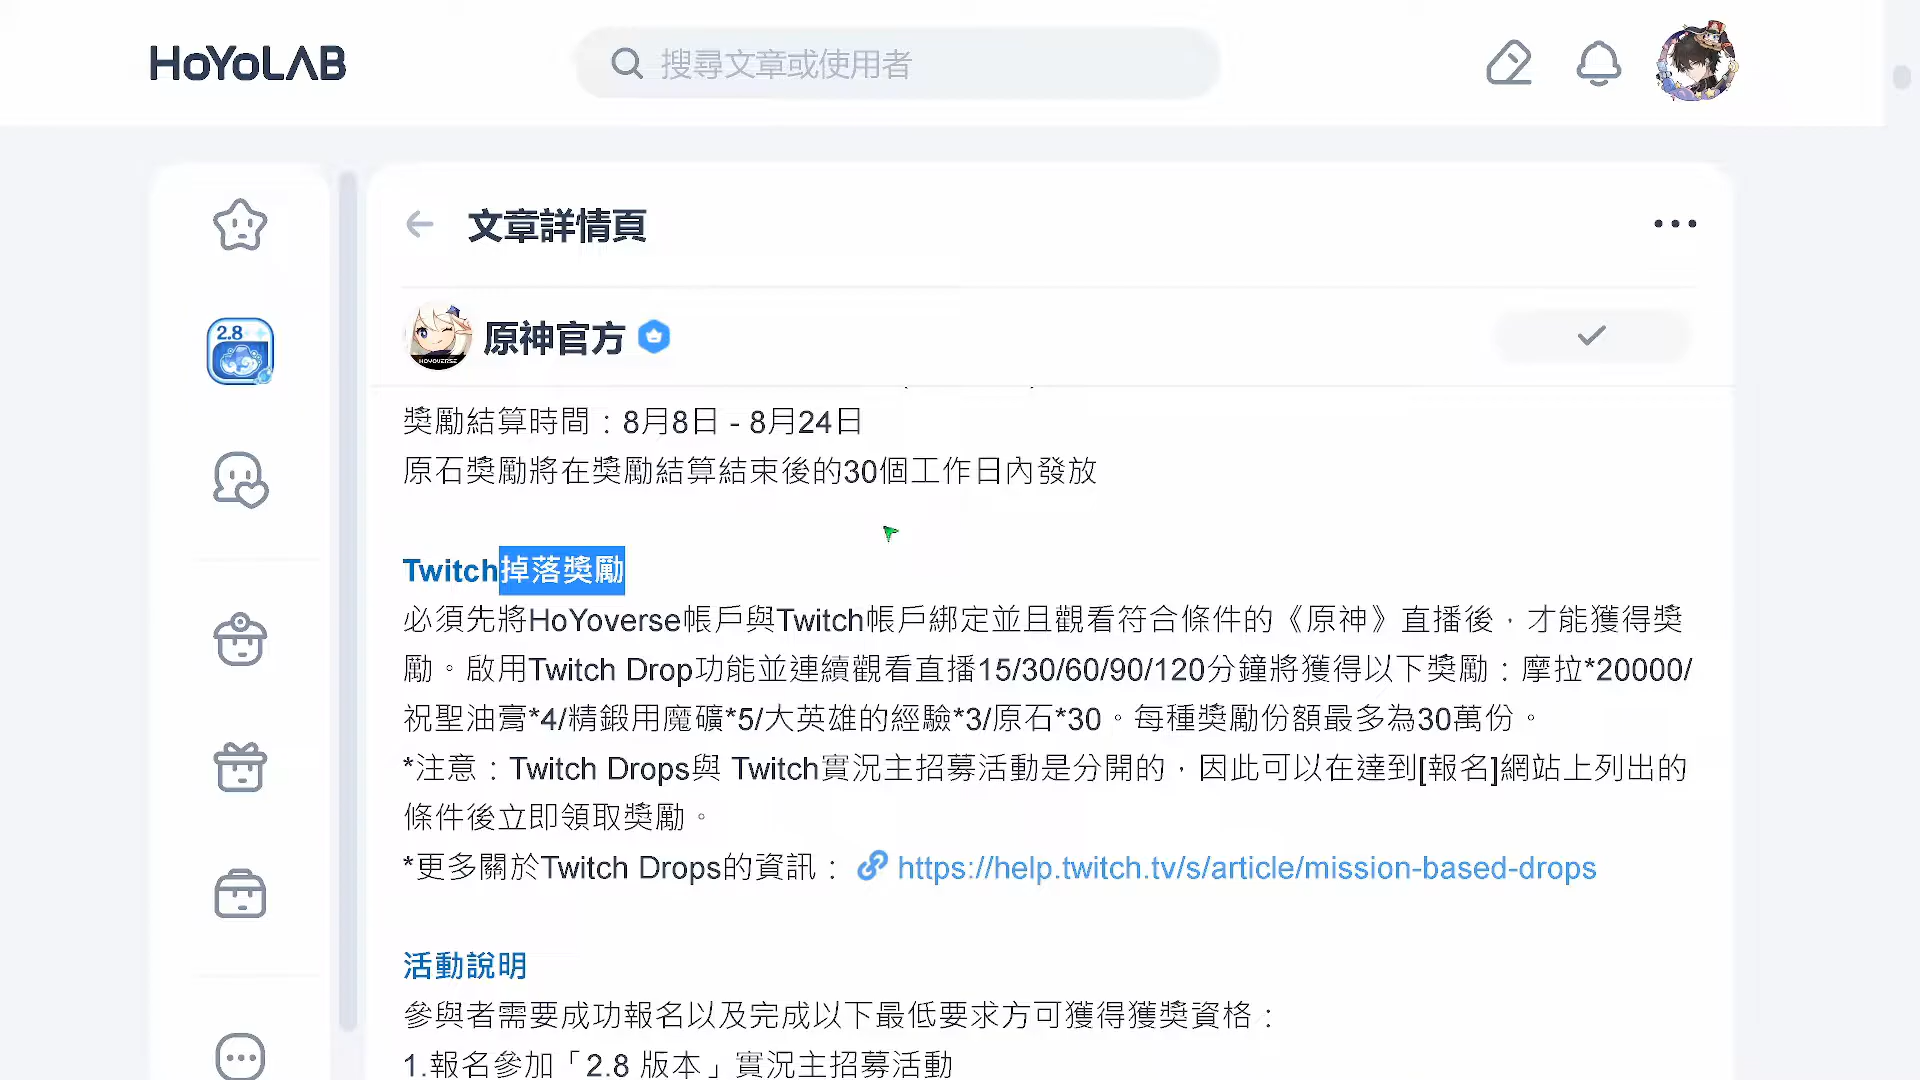 HoYoLAB
搜尋文章或使用者
文章詳情頁
2.8
HOYOVERSE
原神官方
獎勵結算時間：8月8日 - 8月24日
原石獎勵將在獎勵結算結束後的30個工作日內發放
Twitch掉落獎勵
必須先將HoYoverse帳戶與Twitch帳戶綁定並且觀看符合條件的《原神》直播後，才能獲得獎
勵。啟用Twitch Drop功能並連續觀看直播15/30/60/90/120分鐘將獲得以下獎勵：摩拉*20000/
祝聖油膏*4/精鍛用魔礦*5/大英雄的經驗*3/原石*30。每種獎勵份額最多為30萬份。
*注意：Twitch Drops與 Twitch實況主招募活動是分開的，因此可以在達到[報名]網站上列出的
條件後立即領取獎勵。
*更多關於Twitch Drops的資訊： https://help.twitch.tv/s/article/mission-based-drops
活動說明
參與者需要成功報名以及完成以下最低要求方可獲得獲獎資格：
1.報名參加「2.8 版本」實況主招募活動